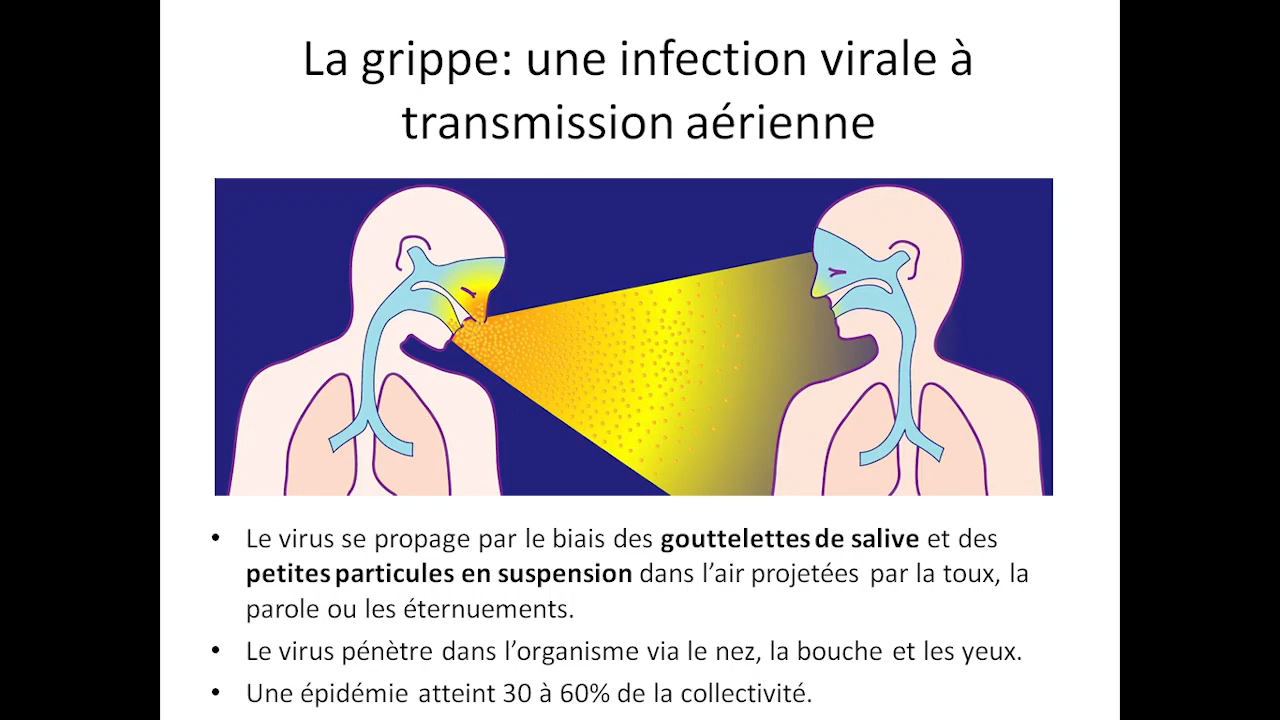 La grippe: une infection virale à
transmission aérienne
• Le virus se propage par le biais des gouttelettes de salive et des
petites particules en suspension dans l’air projetées par la toux, la
parole ou les éternuements.
• Le virus pénètre dans l’organisme via le nez, la bouche et les yeux.
• Une épidémie atteint 30 à 60% de la collectivité.